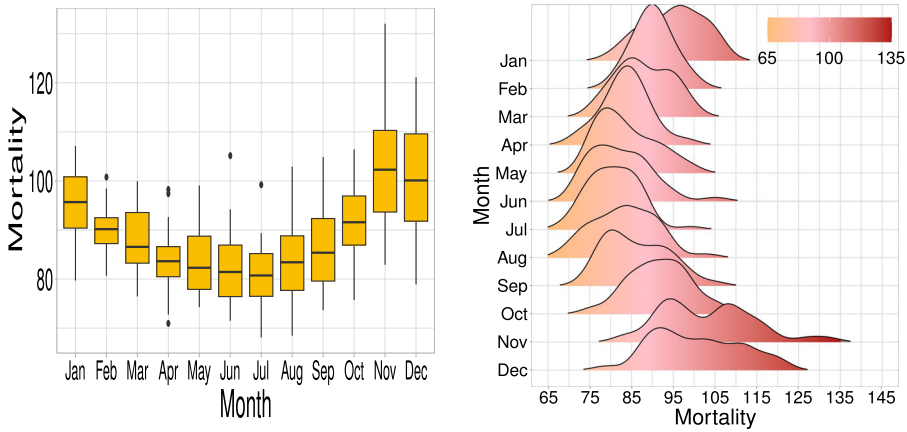 Mortality
120
100
80
Jan Feb Mar Apr May Jun Jul Aug Sep Oct Nov Dec
Month
65 100 135
Month
Jan
Feb
Mar
Apr
May
Jun
Jul
Aug
Sep
Oct
Nov
Dec
65 75 85 95 105 115 125 135 145
Mortality